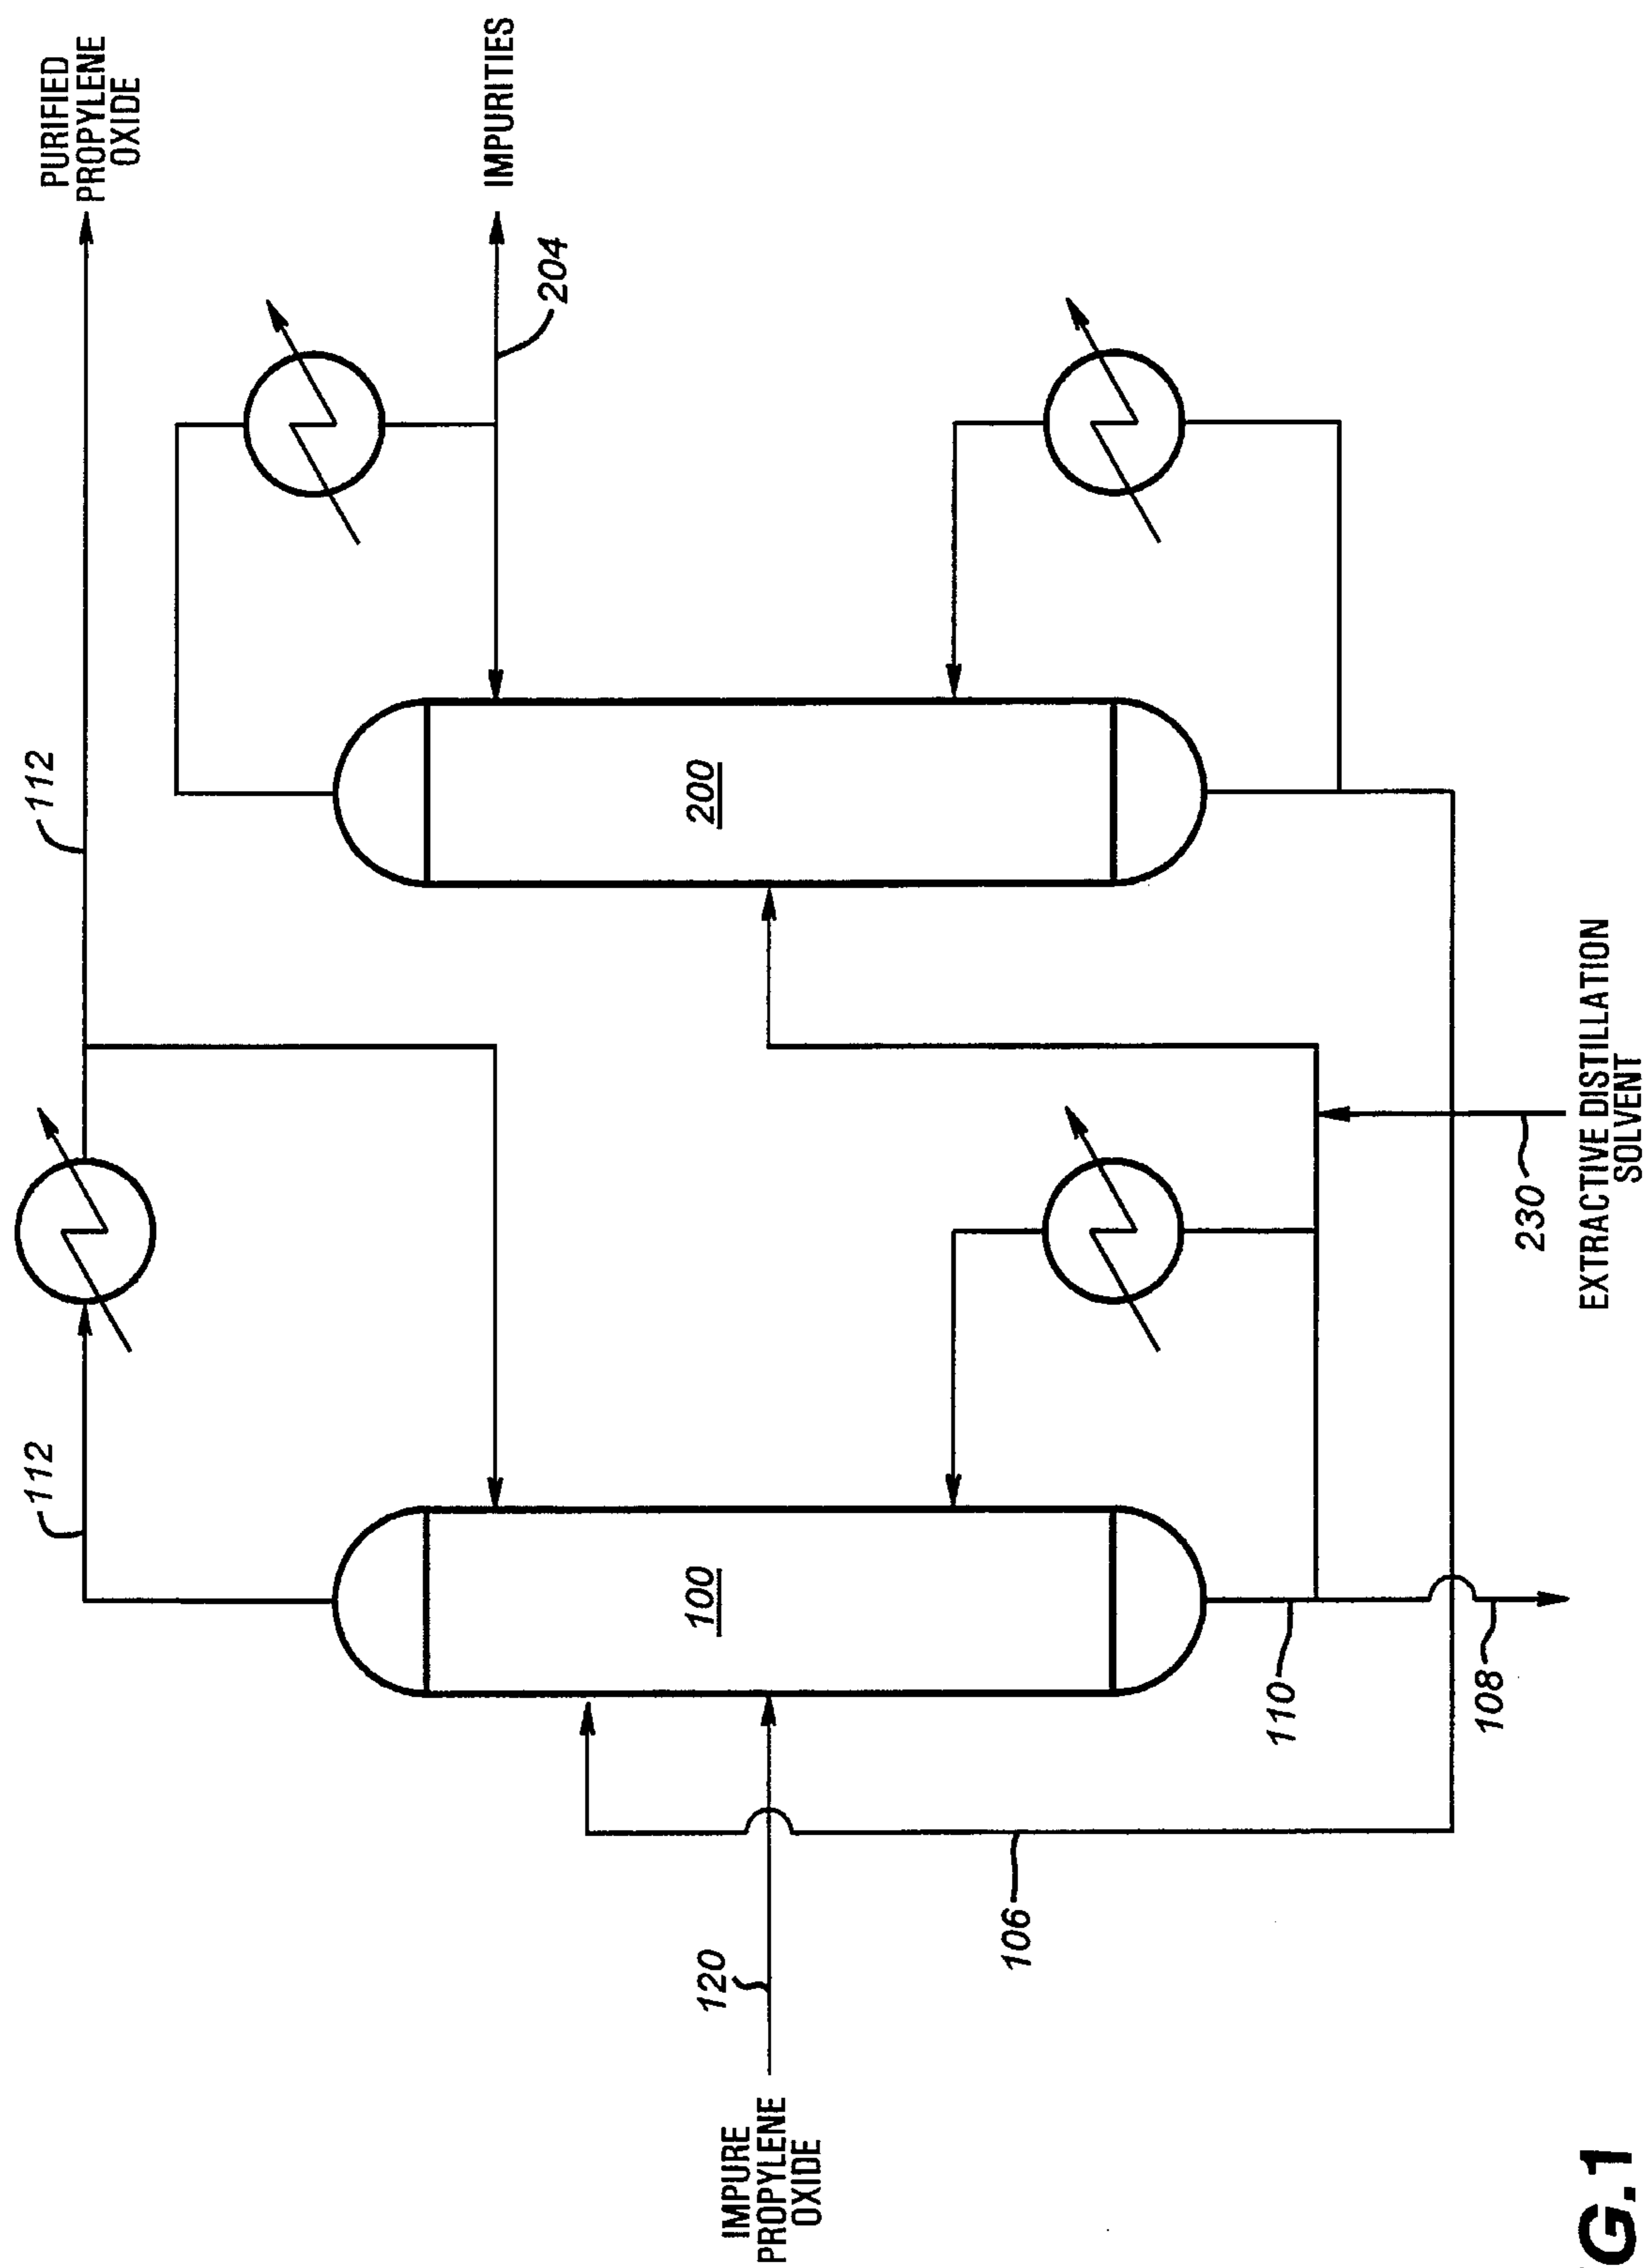 112
112
PURIFIED
PROPYLENE
OXIDE
IMPURITIES
204
100
200
120
IMPURE
PROPYLENE
OXIDE
106
110
108
230
EXTRACTIVE DISTILLATION
SOLVENT
G.1